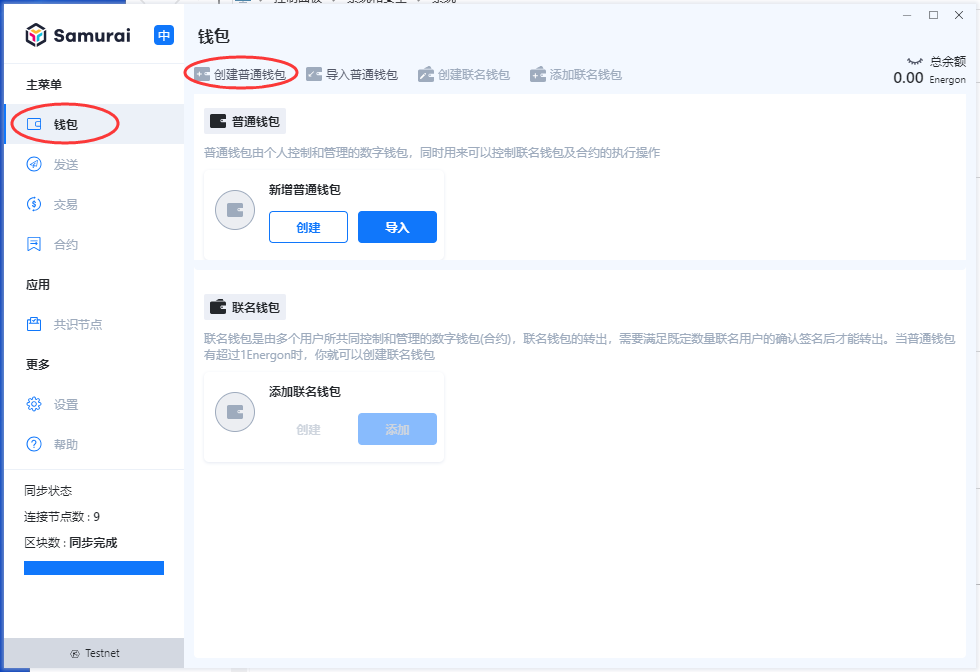 Samurai
中
主菜单
钱包
发送
交易
合约
应用
共识节点
更多
设置
帮助
同步状态
连接节点数 : 9
区块数 : 同步完成
Testnet
钱包
创建普通钱包
导入普通钱包
创建联名钱包
添加联名钱包
总余额
0.00 Energon
普通钱包
普通钱包由个人控制和管理的数字钱包，同时用来可以控制联名钱包及合约的执行操作
新增普通钱包
创建
导入
联名钱包
联名钱包是由多个用户所共同控制和管理的数字钱包(合约)，联名钱包的转出，需要满足既定数量联名用户的确认签名后才能转出。当普通钱包
有超过1Energon时，你就可以创建联名钱包
添加联名钱包
创建
添加